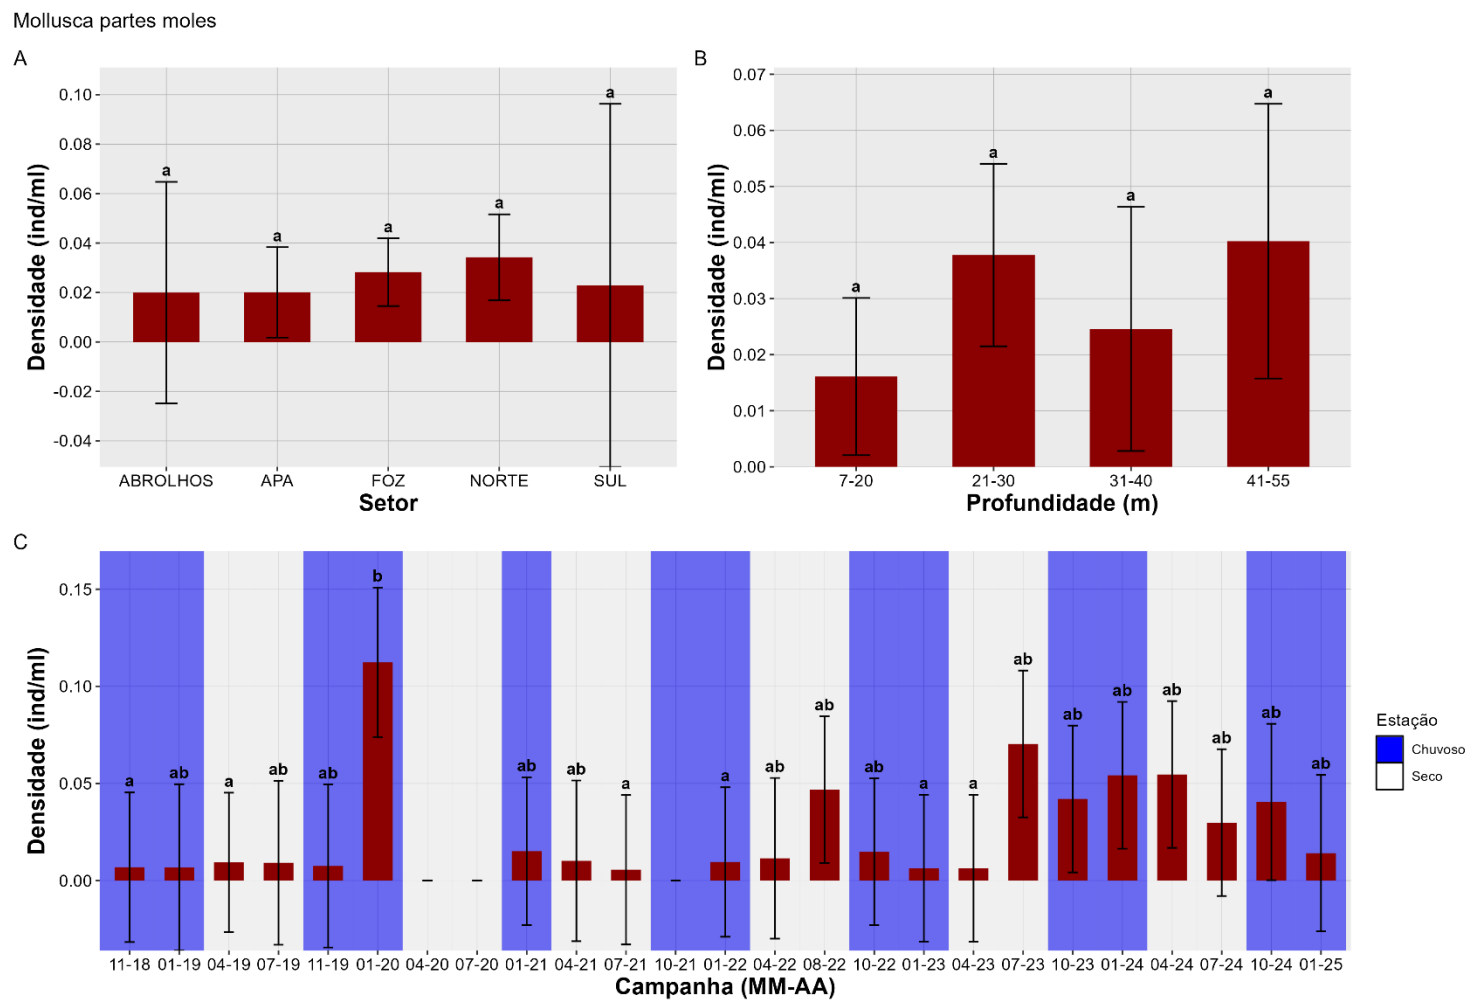 Mollusca partes moles
A
Densidade (ind/ml)
0.10
0.08
0.06
0.04
0.02
0.00
-0.02
-0.04
a a a a a
ABROLHOS APA FOZ NORTE SUL
Setor
B
Densidade (ind/ml)
0.07
0.06
0.05
0.04
0.03
0.02
0.01
0.00
a a a a
7-20 21-30 31-40 41-55
Profundidade (m)
C
Densidade (ind/ml)
0.15
0.10
0.05
0.00
a ab a ab ab b ab ab a a ab ab ab a a ab ab ab ab ab ab ab
11-18 01-19 04-19 07-19 11-19 01-20 04-20 07-20 01-21 04-21 07-21 10-21 01-22 04-22 08-22 10-22 01-23 04-23 07-23 10-23 01-24 04-24 07-24 10-24 01-25
Campanha (MM-AA)
Estação
Chuvoso
Seco